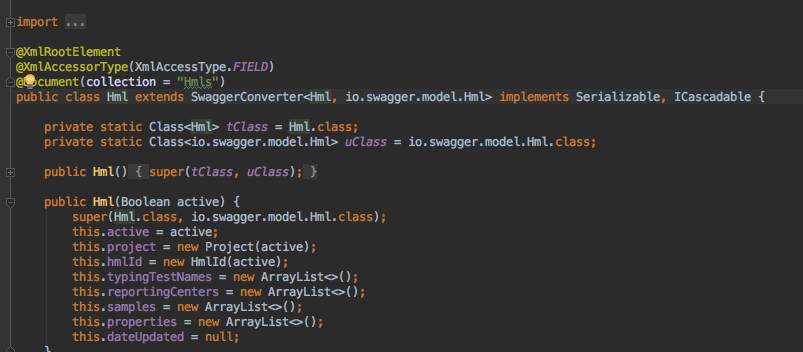 import ...
@XmlRootElement
@XmlAccessorType(XmlAccessType.FIELD)
@Document(collection = "Hmls")
public class Hml extends SwaggerConverter<Hml, io.swagger.model.Hml> implements Serializable, ICascadable {
private static Class<Hml> tClass = Hml.class;
private static Class<io.swagger.model.Hml> uClass = io.swagger.model.Hml.class;
public Hml() { super(tClass, uClass); }
public Hml(Boolean active) {
super(Hml.class, io.swagger.model.Hml.class);
this.active = active;
this.project = new Project(active);
this.hmlId = new HmlId(active);
this.typingTestNames = new ArrayList<>();
this.reportingCenters = new ArrayList<>();
this.samples = new ArrayList<>();
this.properties = new ArrayList<>();
this.dateUpdated = null;
}